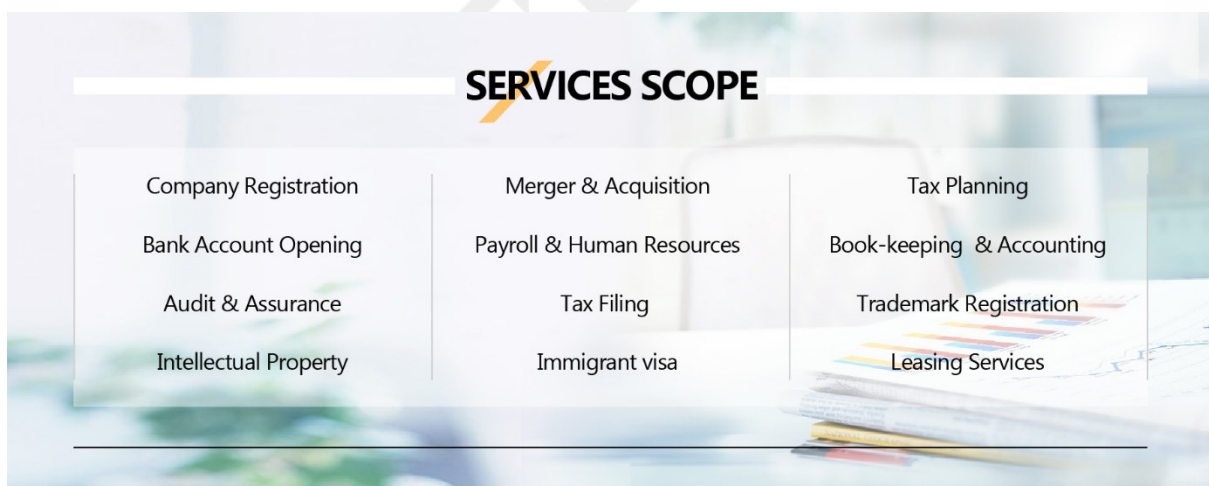 SERVICES SCOPE
Company Registration
Merger & Acquisition
Tax Planning
Bank Account Opening
Payroll & Human Resources
Book-keeping & Accounting
Audit & Assurance
Tax Filing
Trademark Registration
Intellectual Property
Immigrant visa
Leasing Services